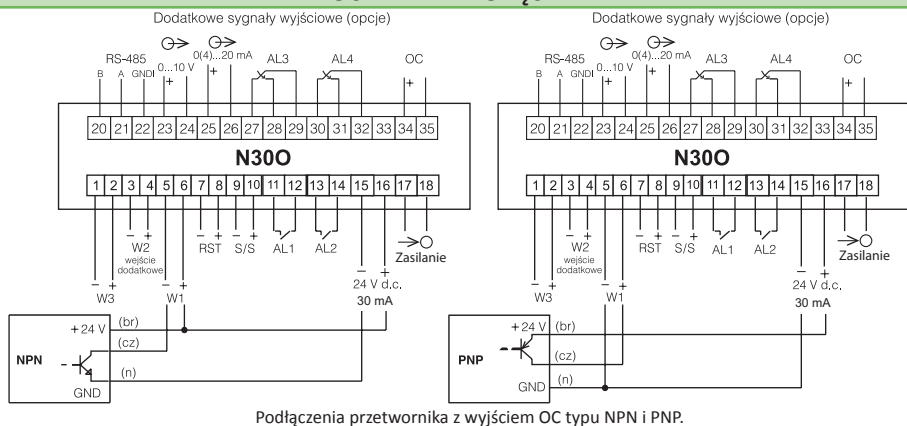 Dodatkowe sygnały wyjściowe (opcje)
RS-485
B A GNDI
0...10 V
+
0(4)...20 mA
+
AL3
AL4
OC
+
20 21 22 23 24 25 26 27 28 29 30 31 32 33 34 35
N30O
1 2 3 4 5 6 7 8 9 10 11 12 13 14 15 16 17 18
− +
W2
wejście
dodatkowe
− +
RST
− +
S/S
AL1
AL2
Zasilanie
− +
W3
− +
W1
− +
24 V d.c.
30 mA
NPN
+ 24 V
(br)
(cz)
(n)
GND
Dodatkowe sygnały wyjściowe (opcje)
RS-485
B A GNDI
0...10 V
+
0(4)...20 mA
+
AL3
AL4
OC
+
20 21 22 23 24 25 26 27 28 29 30 31 32 33 34 35
N30O
1 2 3 4 5 6 7 8 9 10 11 12 13 14 15 16 17 18
− +
W2
wejście
dodatkowe
− +
RST
− +
S/S
AL1
AL2
Zasilanie
− +
W3
− +
W1
− +
24 V d.c.
30 mA
PNP
+ 24 V
(br)
(cz)
(n)
GND
Podłączenia przetwornika z wyjściem OC typu NPN i PNP.